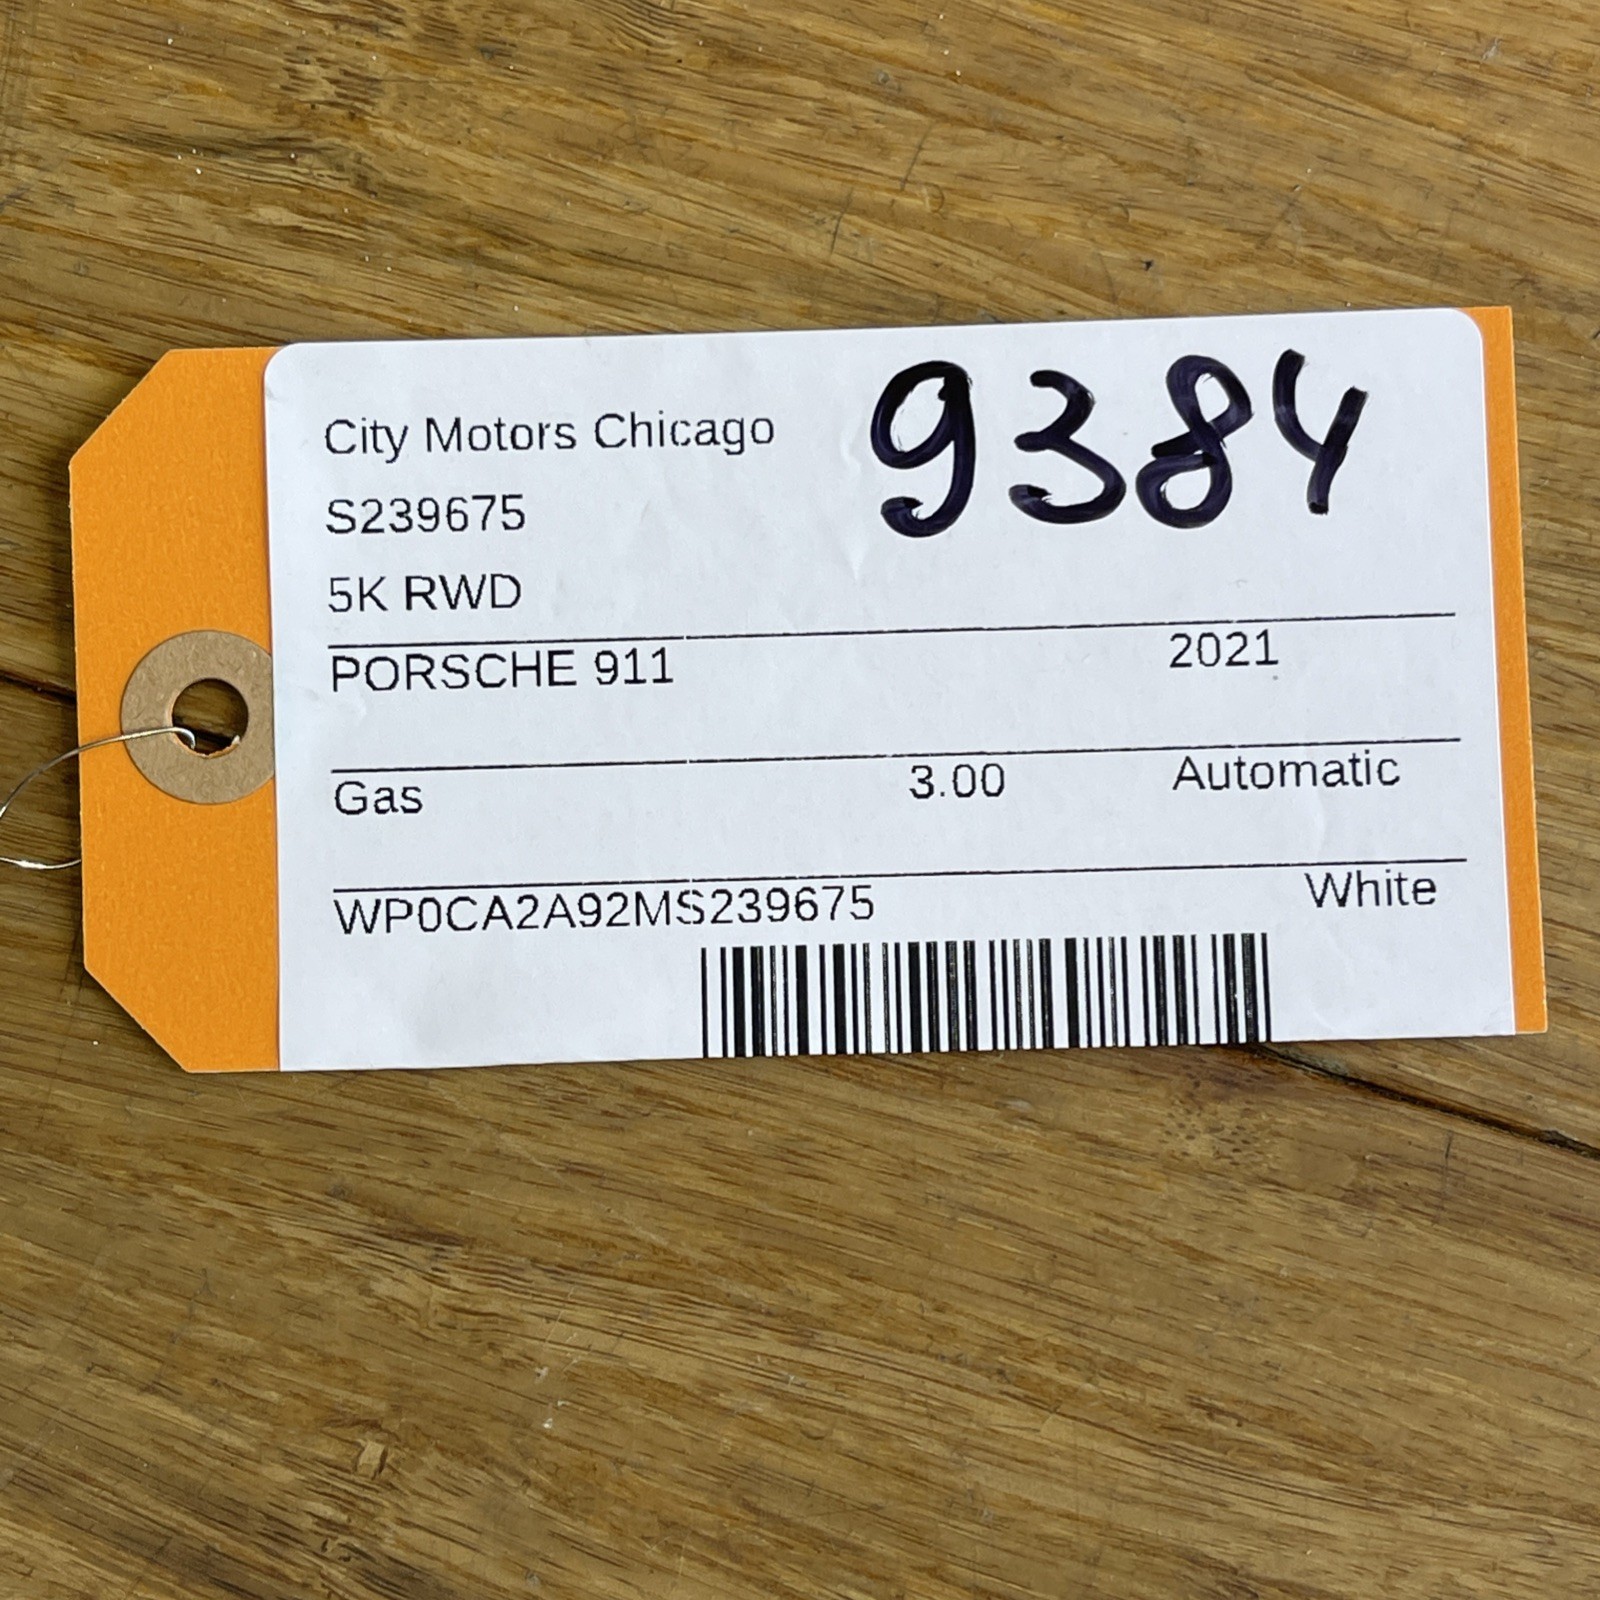 City Motors Chicago
9384
S239675
5K RWD
PORSCHE 911 2021
Gas 3.00 Automatic
WP0CA2A92MS239675 White